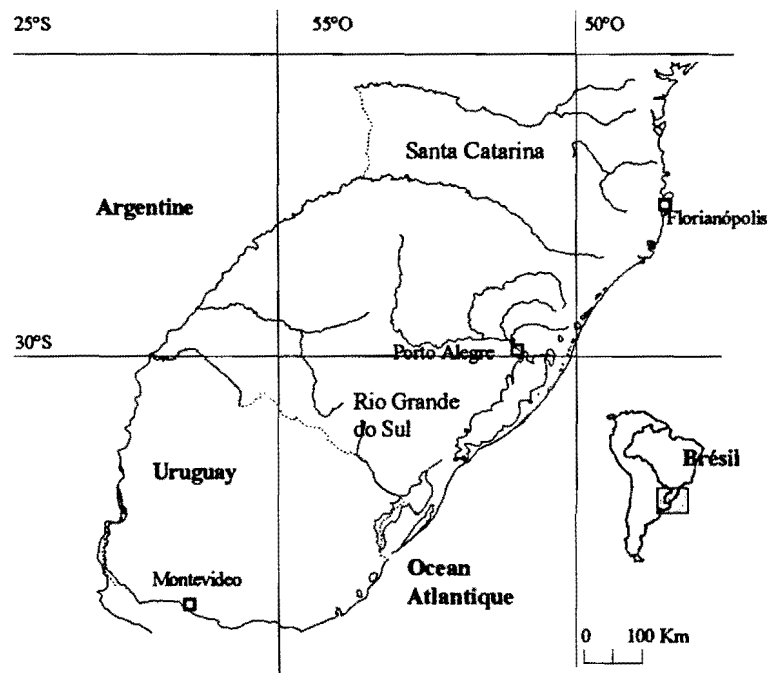 25°S
55°O
50°O
Santa Catarina
Argentine
Florianópolis
30°S
Porto Alegre
Rio Grande
do Sul
Uruguay
Brésil
Montevideo
Ocean
Atlantique
0 100 Km